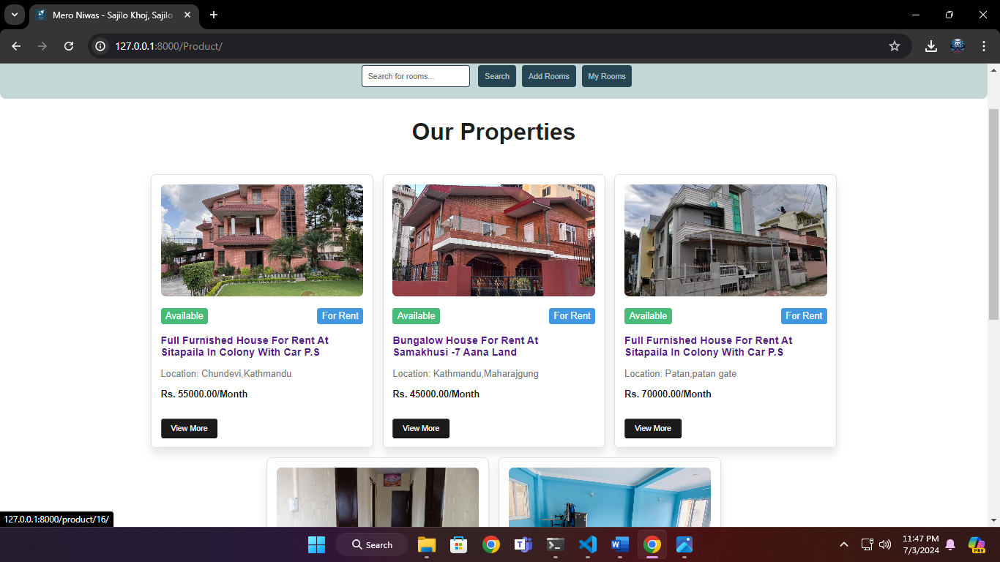 Mero Niwas - Sajilo Khoj, Sajilo
127.0.0.1:8000/Product/
Search for rooms...
Search
Add Rooms
My Rooms
Our Properties
Available
For Rent
Full Furnished House For Rent At
Sitapaila In Colony With Car P.S
Location: Chundevi,Kathmandu
Rs. 55000.00/Month
View More
Available
For Rent
Bungalow House For Rent At
Samakhusi -7 Aana Land
Location: Kathmandu,Maharajgung
Rs. 45000.00/Month
View More
Available
For Rent
Full Furnished House For Rent At
Sitapaila In Colony With Car P.S
Location: Patan,patan gate
Rs. 70000.00/Month
View More
127.0.0.1:8000/product/16/
Search
11:47 PM
7/3/2024
PRE